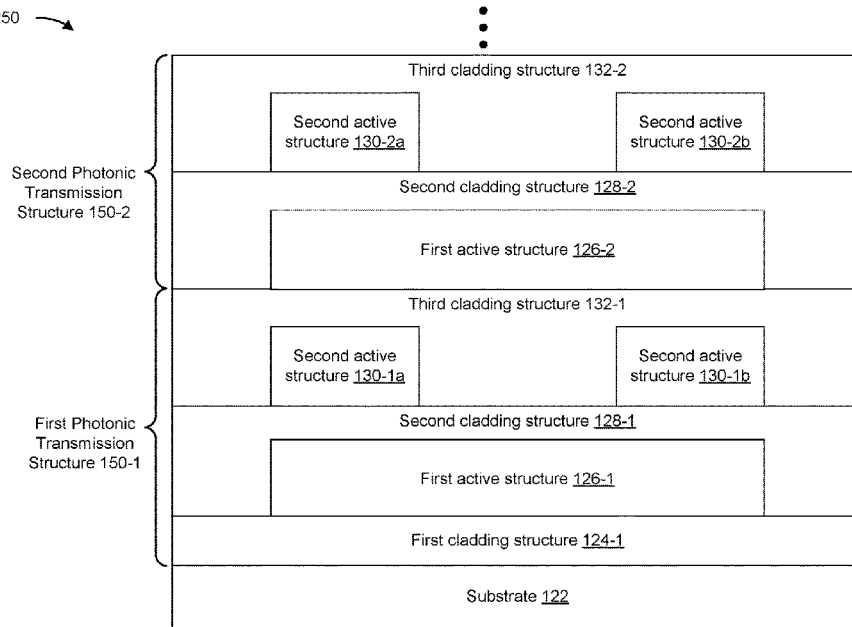 50
Third cladding structure 132-2
Second active
structure 130-2a
Second active
structure 130-2b
Second Photonic
Transmission
Structure 150-2
Second cladding structure 128-2
First active structure 126-2
Third cladding structure 132-1
Second active
structure 130-1a
Second active
structure 130-1b
First Photonic
Transmission
Structure 150-1
Second cladding structure 128-1
First active structure 126-1
First cladding structure 124-1
Substrate 122